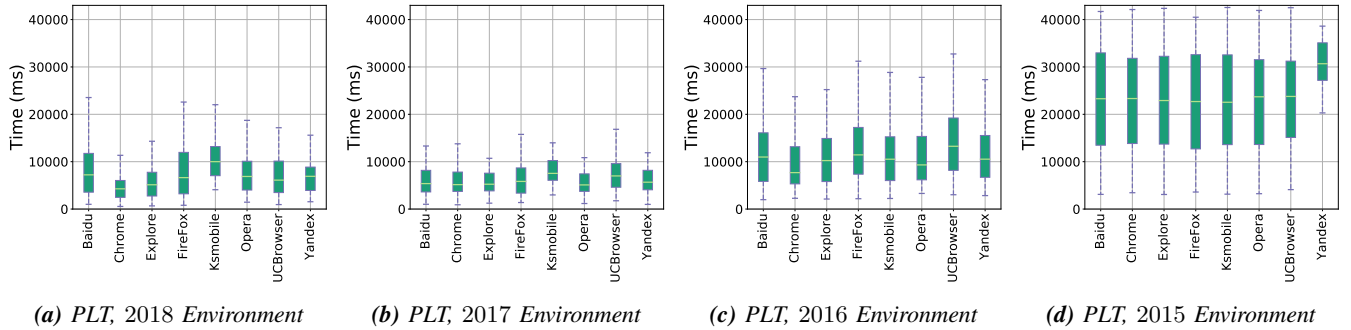 40000
30000
20000
10000
0
Time (ms)
Baidu
Chrome
Explore
FireFox
Ksmobile
Opera
UCBrowser
Yandex
(a) PLT, 2018 Environment
40000
30000
20000
10000
0
Time (ms)
Baidu
Chrome
Explore
FireFox
Ksmobile
Opera
UCBrowser
Yandex
(b) PLT, 2017 Environment
40000
30000
20000
10000
0
Time (ms)
Baidu
Chrome
Explore
FireFox
Ksmobile
Opera
UCBrowser
Yandex
(c) PLT, 2016 Environment
40000
30000
20000
10000
0
Time (ms)
Baidu
Chrome
Explore
FireFox
Ksmobile
Opera
UCBrowser
Yandex
(d) PLT, 2015 Environment